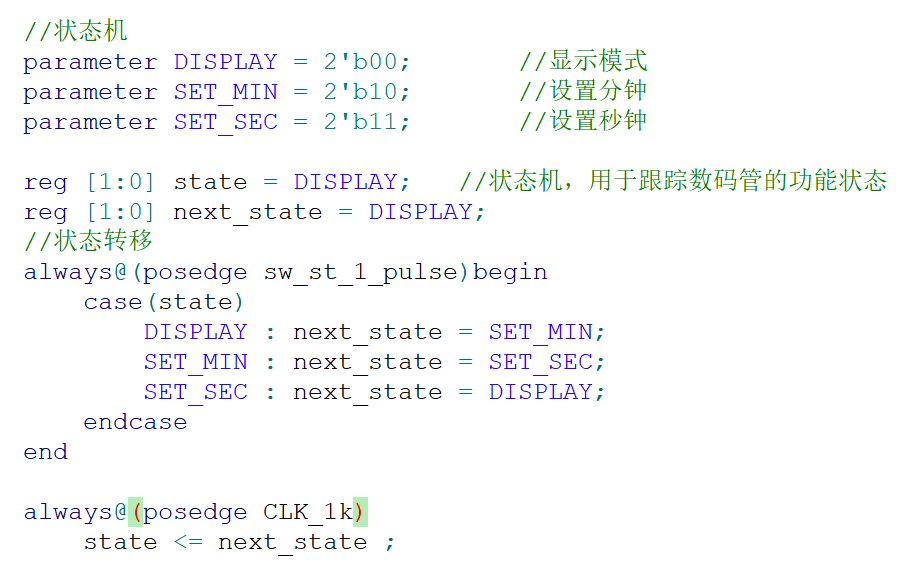 //状态机
parameter DISPLAY = 2'b00;       //显示模式
parameter SET_MIN = 2'b10;       //设置分钟
parameter SET_SEC = 2'b11;       //设置秒钟
reg [1:0] state = DISPLAY;   //状态机，用于跟踪数码管的功能状态
reg [1:0] next_state = DISPLAY;
//状态转移
always@(posedge sw_st_1_pulse)begin
    case(state)
        DISPLAY : next_state = SET_MIN;
        SET_MIN : next_state = SET_SEC;
        SET_SEC : next_state = DISPLAY;
    endcase
end
always@(posedge CLK_1k)
    state <= next_state ;